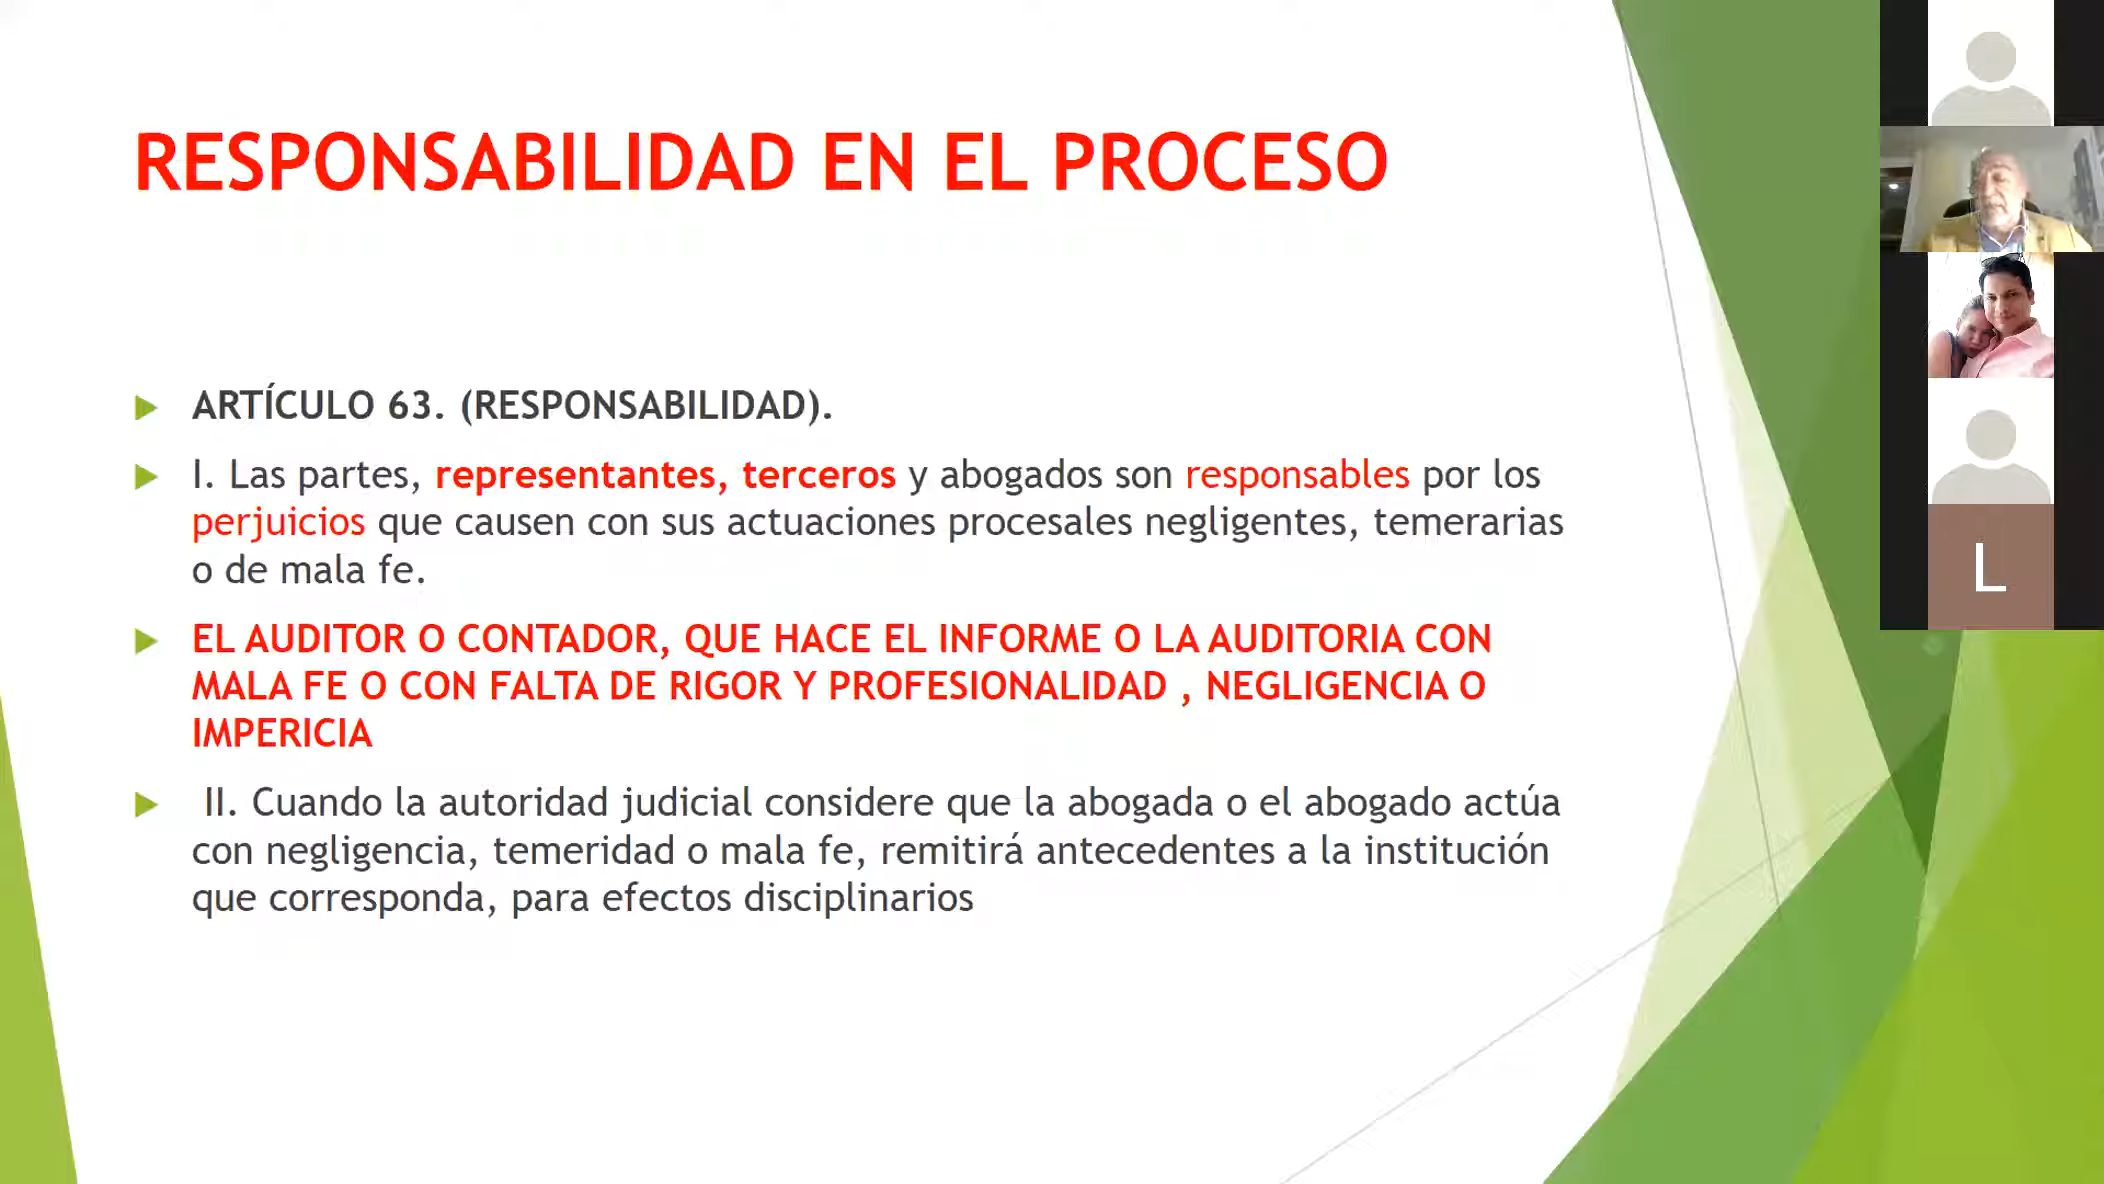 RESPONSABILIDAD EN EL PROCESO
ARTÍCULO 63. (RESPONSABILIDAD).
I. Las partes, representantes, terceros y abogados son responsables por los
perjuicios que causen con sus actuaciones procesales negligentes, temerarias
o de mala fe.
EL AUDITOR O CONTADOR, QUE HACE EL INFORME O LA AUDITORIA CON
MALA FE O CON FALTA DE RIGOR Y PROFESIONALIDAD , NEGLIGENCIA O
IMPERICIA
II. Cuando la autoridad judicial considere que la abogada o el abogado actúa
con negligencia, temeridad o mala fe, remitirá antecedentes a la institución
que corresponda, para efectos disciplinarios
L